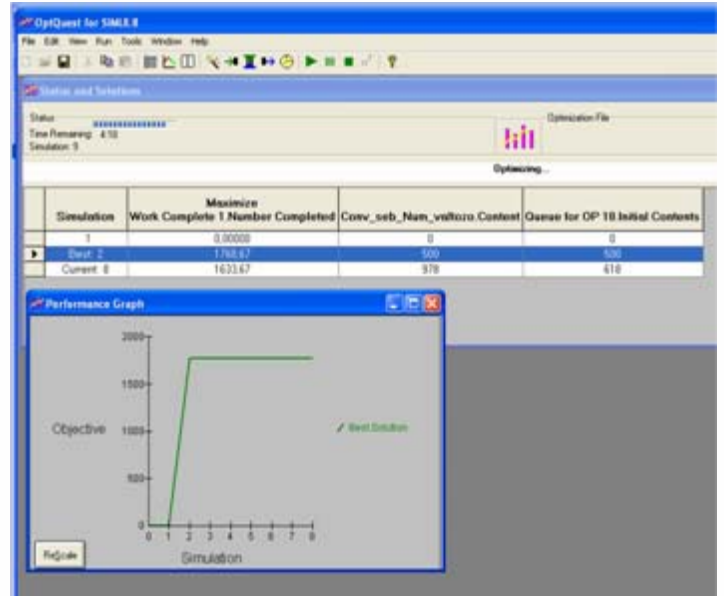 OptQuest for SIMUL8
File Edit View Run Tools Window Help
Status and Solutions
Status
Optimization File
Time Remaining: 4:18
Simulation: 9
Optimizing...
Simulation Maximize Work Complete 1.Number Completed Conv_seb_Num_valtozo.Content Queue for OP 10.Initial Contents
1 0,00000 0 0
Best: 2 1768,67 500 500
Current: 8 1633,67 978 618
Performance Graph
2000
1500
Objective 1000 Best Solution
500
0
0 1 2 3 4 5 6 7 8
ReScale
Simulation